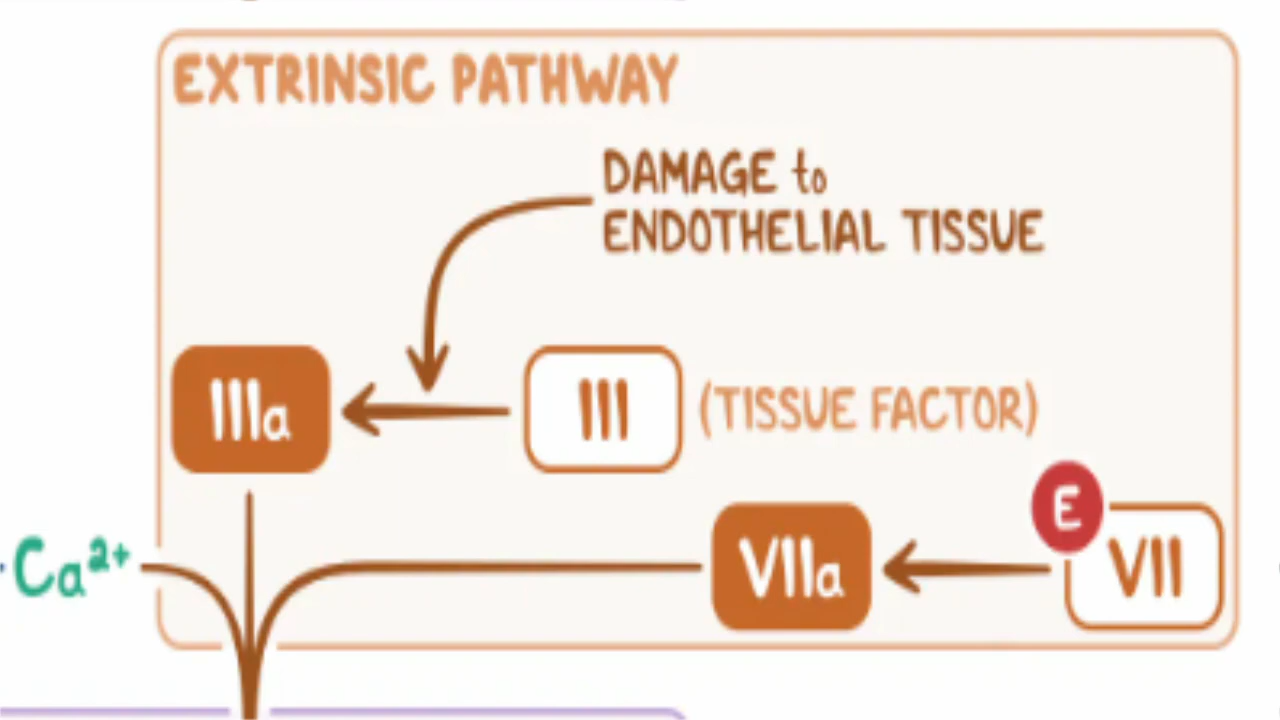 EXTRINSIC PATHWAY
DAMAGE to
ENDOTHELIAL TISSUE
IIIa
III
(TISSUE FACTOR)
E
Ca²⁺
VIIa
VII